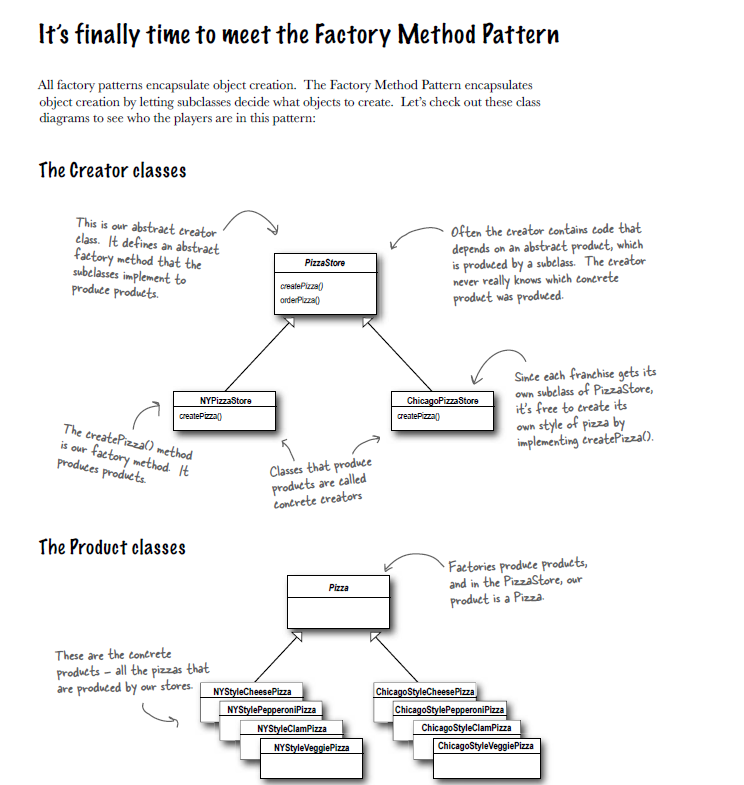 It's finally time to meet the Factory Method Pattern
All factory patterns encapsulate object creation. The Factory Method Pattern encapsulates
object creation by letting subclasses decide what objects to create. Let's check out these class
diagrams to see who the players are in this pattern:
The Creator classes
This is our abstract creator
class. It defines an abstract
factory method that the
subclasses implement to
produce products.
PizzaStore
createPizza()
orderPizza()
Often the creator contains code that
depends on an abstract product, which
is produced by a subclass. The creator
never really knows which concrete
product was produced.
NYPizzaStore
createPizza()
ChicagoPizzaStore
createPizza()
Since each franchise gets its
own subclass of PizzaStore,
it's free to create its
own style of pizza by
implementing createPizza().
The createPizza() method
is our factory method. It
produces products.
Classes that produce
products are called
concrete creators
The Product classes
Pizza
Factories produce products,
and in the PizzaStore, our
product is a Pizza.
These are the concrete
products – all the pizzas that
are produced by our stores.
NYStyleCheesePizza
NYStylePepperoniPizza
NYStyleClamPizza
NYStyleVeggiePizza
ChicagoStyleCheesePizza
ChicagoStylePepperoniPizza
ChicagoStyleClamPizza
ChicagoStyleVeggiePizza